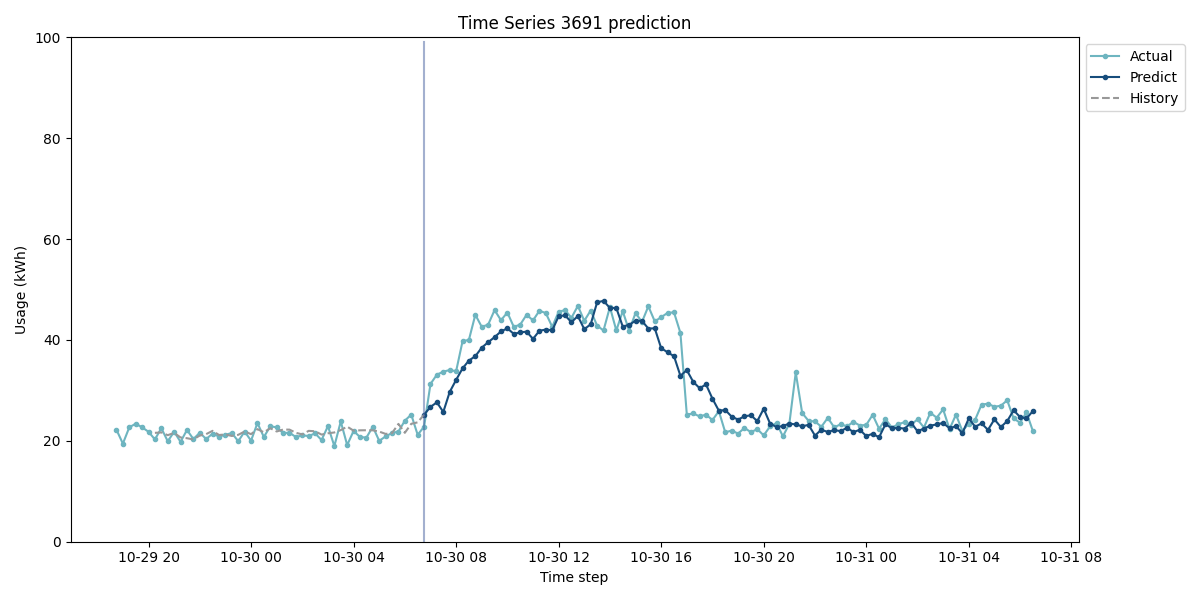 Time Series 3691 prediction
100
80
60
40
20
0
Usage (kWh)
10-29 20
10-30 00
10-30 04
10-30 08
10-30 12
10-30 16
10-30 20
10-31 00
10-31 04
10-31 08
Time step
Actual
Predict
History